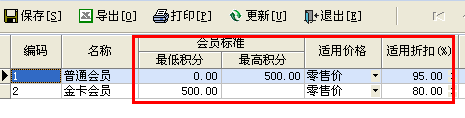 保存[S] 导出[O] 打印[P] 更新[V] 退出[E]
编码 名称 会员标准 适用价格 适用折扣(%)
最低积分 最高积分
1 普通会员 0.00 500.00 零售价 95.00
2 金卡会员 500.00 零售价 80.00